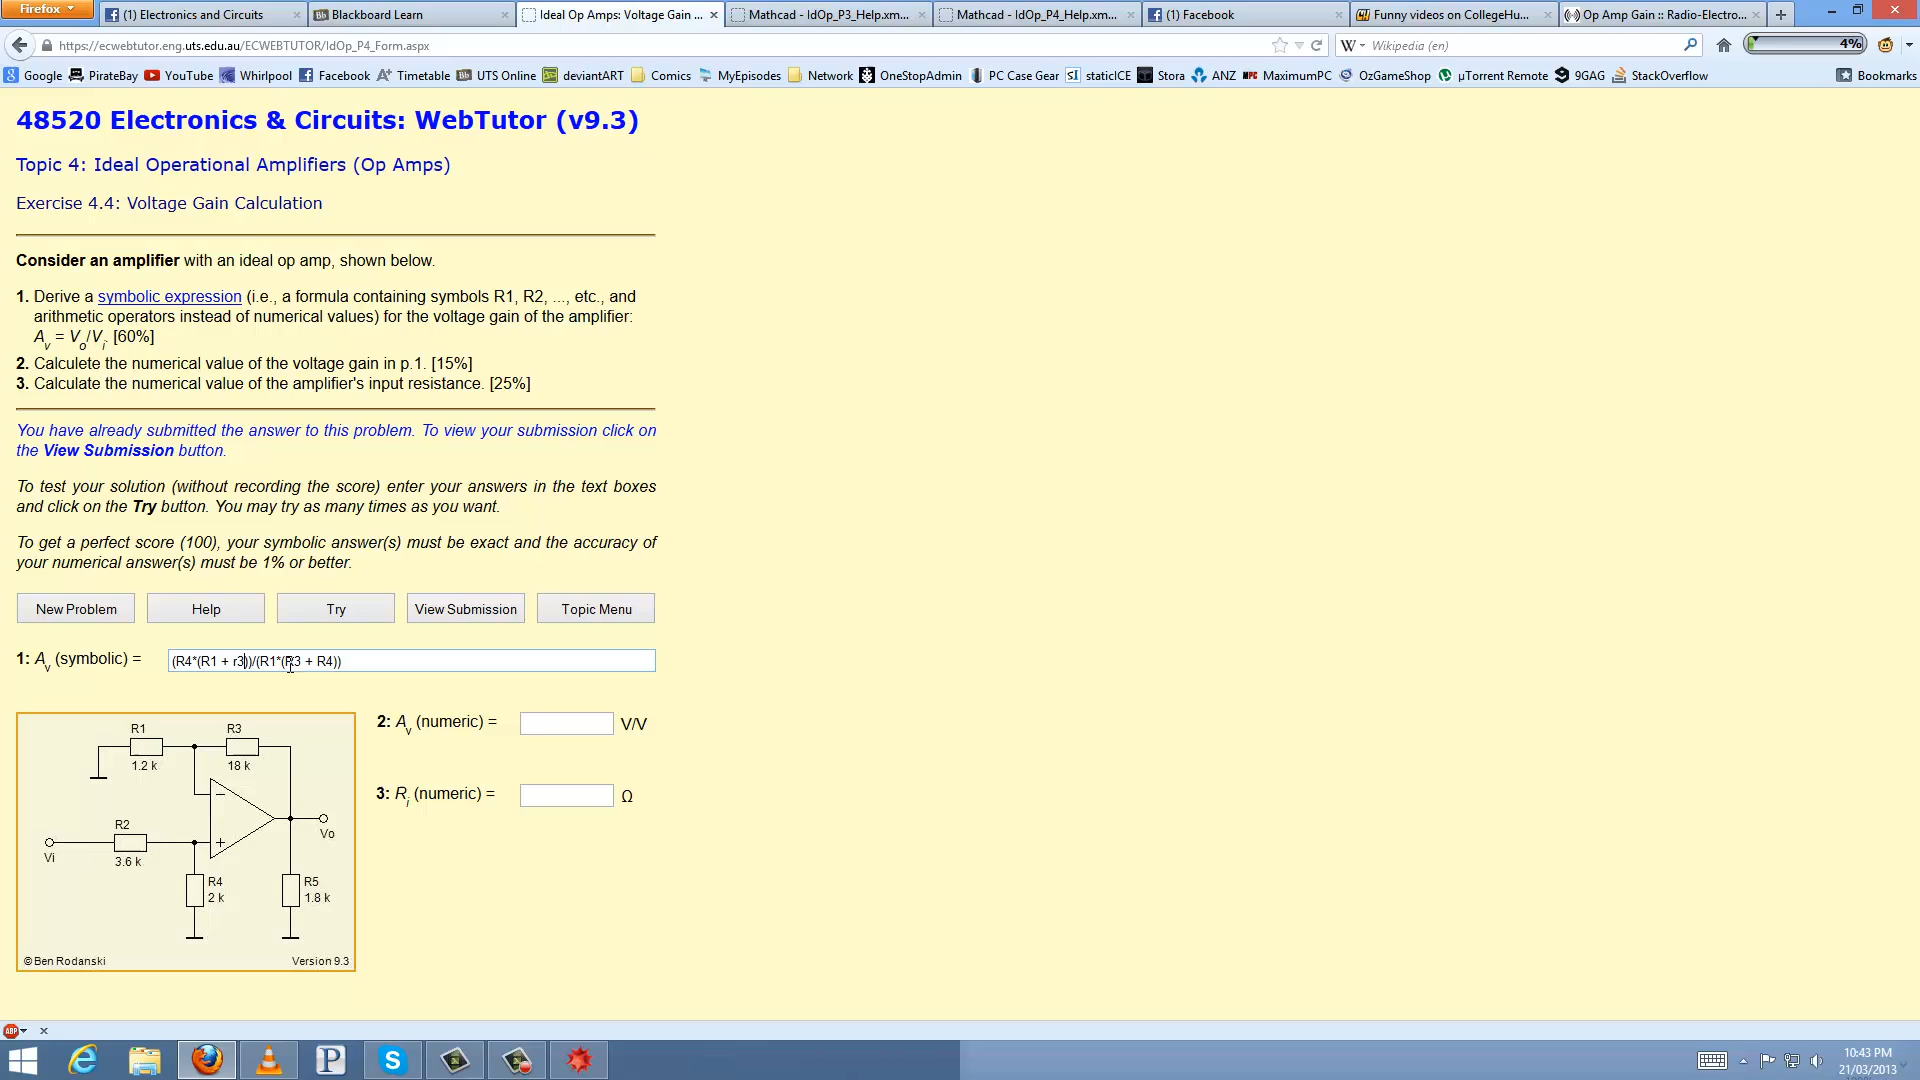 Firefox
(1) Electronics and Circuits
Blackboard Learn
Ideal Op Amps: Voltage Gain ...
Mathcad - IdOp_P3_Help.xm...
Mathcad - IdOp_P4_Help.xm...
(1) Facebook
Funny videos on CollegeHu...
Op Amp Gain :: Radio-Electro...
https://ecwebtutor.eng.uts.edu.au/ECWEBTUTOR/IdOp_P4_Form.aspx
Wikipedia (en)
4%
Google PirateBay YouTube Whirlpool Facebook Timetable UTS Online deviantART Comics MyEpisodes Network OneStopAdmin PC Case Gear staticICE Stora ANZ MaximumPC OzGameShop µTorrent Remote 9GAG StackOverflow Bookmarks
48520 Electronics & Circuits: WebTutor (v9.3)
Topic 4: Ideal Operational Amplifiers (Op Amps)
Exercise 4.4: Voltage Gain Calculation
Consider an amplifier with an ideal op amp, shown below.
1. Derive a symbolic expression (i.e., a formula containing symbols R1, R2, ..., etc., and
arithmetic operators instead of numerical values) for the voltage gain of the amplifier:
Av = Vo/Vi. [60%]
2. Calculete the numerical value of the voltage gain in p.1. [15%]
3. Calculate the numerical value of the amplifier's input resistance. [25%]
You have already submitted the answer to this problem. To view your submission click on
the View Submission button.
To test your solution (without recording the score) enter your answers in the text boxes
and click on the Try button. You may try as many times as you want.
To get a perfect score (100), your symbolic answer(s) must be exact and the accuracy of
your numerical answer(s) must be 1% or better.
New Problem
Help
Try
View Submission
Topic Menu
1: Av (symbolic) =
(R4*(R1 + r3))/(R1*(R3 + R4))
2: Av (numeric) =
V/V
3: Ri (numeric) =
Ω
R1
1.2 k
R3
18 k
−
+
R2
3.6 k
Vi
Vo
R4
2 k
R5
1.8 k
©Ben Rodanski
Version 9.3
ABP
10:43 PM
21/03/2013